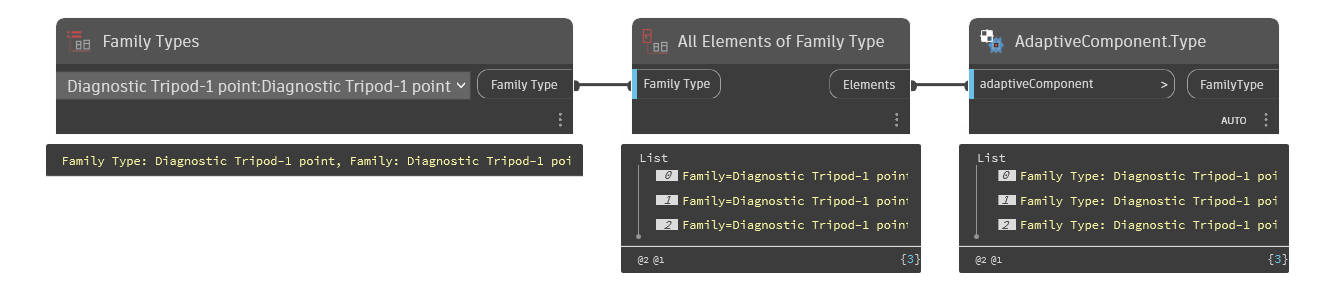 Family Types
Diagnostic Tripod-1 point:Diagnostic Tripod-1 point
Family Type
Family Type: Diagnostic Tripod-1 point, Family: Diagnostic Tripod-1 poi
All Elements of Family Type
Family Type
Elements
List
0 Family=Diagnostic Tripod-1 point
1 Family=Diagnostic Tripod-1 point
2 Family=Diagnostic Tripod-1 point
@2 @1
{3}
AdaptiveComponent.Type
adaptiveComponent >
FamilyType
AUTO
List
0 Family Type: Diagnostic Tripod-1 poi
1 Family Type: Diagnostic Tripod-1 poi
2 Family Type: Diagnostic Tripod-1 poi
@2 @1
{3}